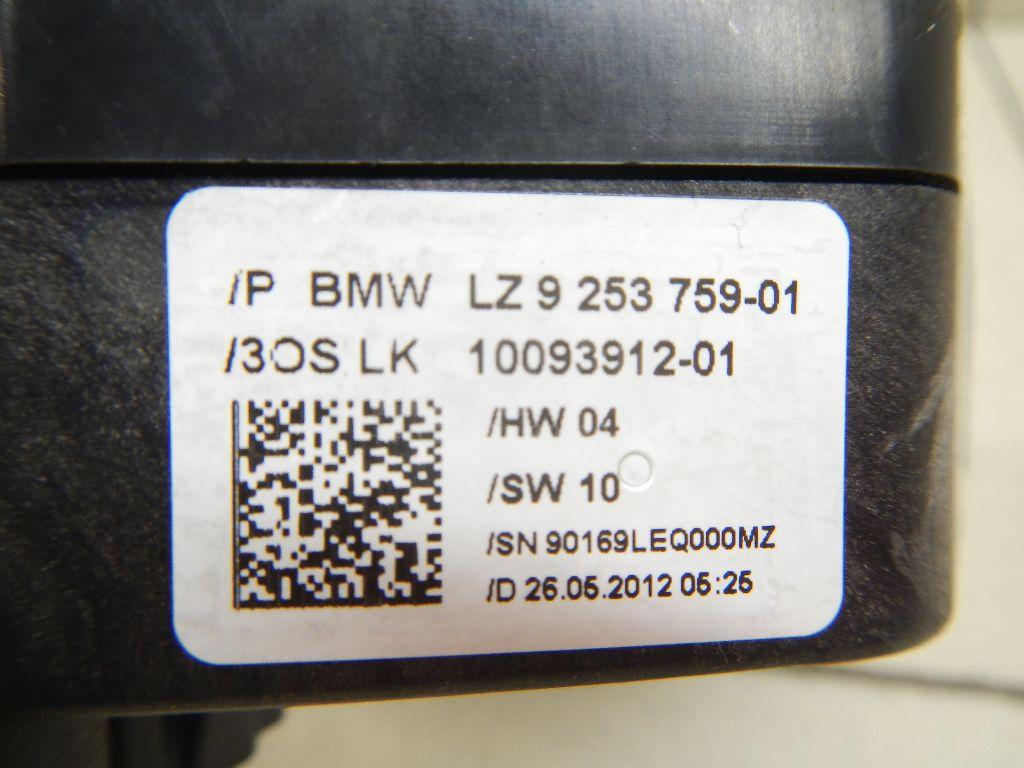 /P BMW LZ 9 253 759-01
/3OS LK 10093912-01
/HW 04
/SW 10
/SN 90169LEQ000MZ
/D 26.05.2012 05:25